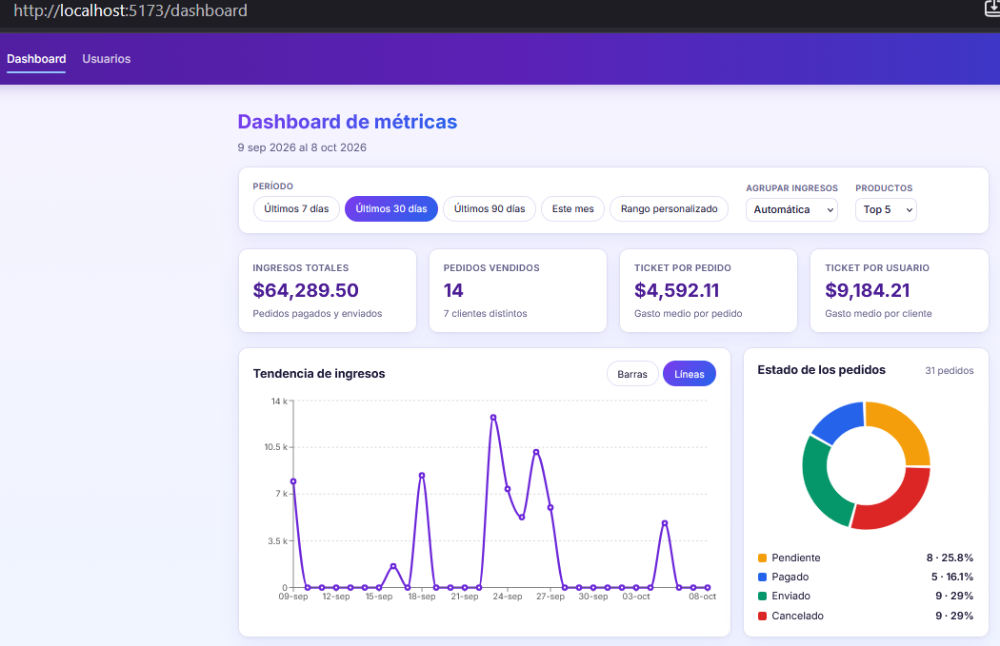 http://localhost:5173/dashboard
Dashboard Usuarios
Dashboard de métricas
9 sep 2026 al 8 oct 2026
PERÍODO
Últimos 7 días Últimos 30 días Últimos 90 días Este mes Rango personalizado
AGRUPAR INGRESOS
Automática
PRODUCTOS
Top 5
INGRESOS TOTALES
$64,289.50
Pedidos pagados y enviados
PEDIDOS VENDIDOS
14
7 clientes distintos
TICKET POR PEDIDO
$4,592.11
Gasto medio por pedido
TICKET POR USUARIO
$9,184.21
Gasto medio por cliente
Tendencia de ingresos
Barras Líneas
14 k
10.5 k
7 k
3.5 k
0
09-sep 12-sep 15-sep 18-sep 21-sep 24-sep 27-sep 30-sep 03-oct 08-oct
Estado de los pedidos 31 pedidos
Pendiente 8 · 25.8%
Pagado 5 · 16.1%
Enviado 9 · 29%
Cancelado 9 · 29%